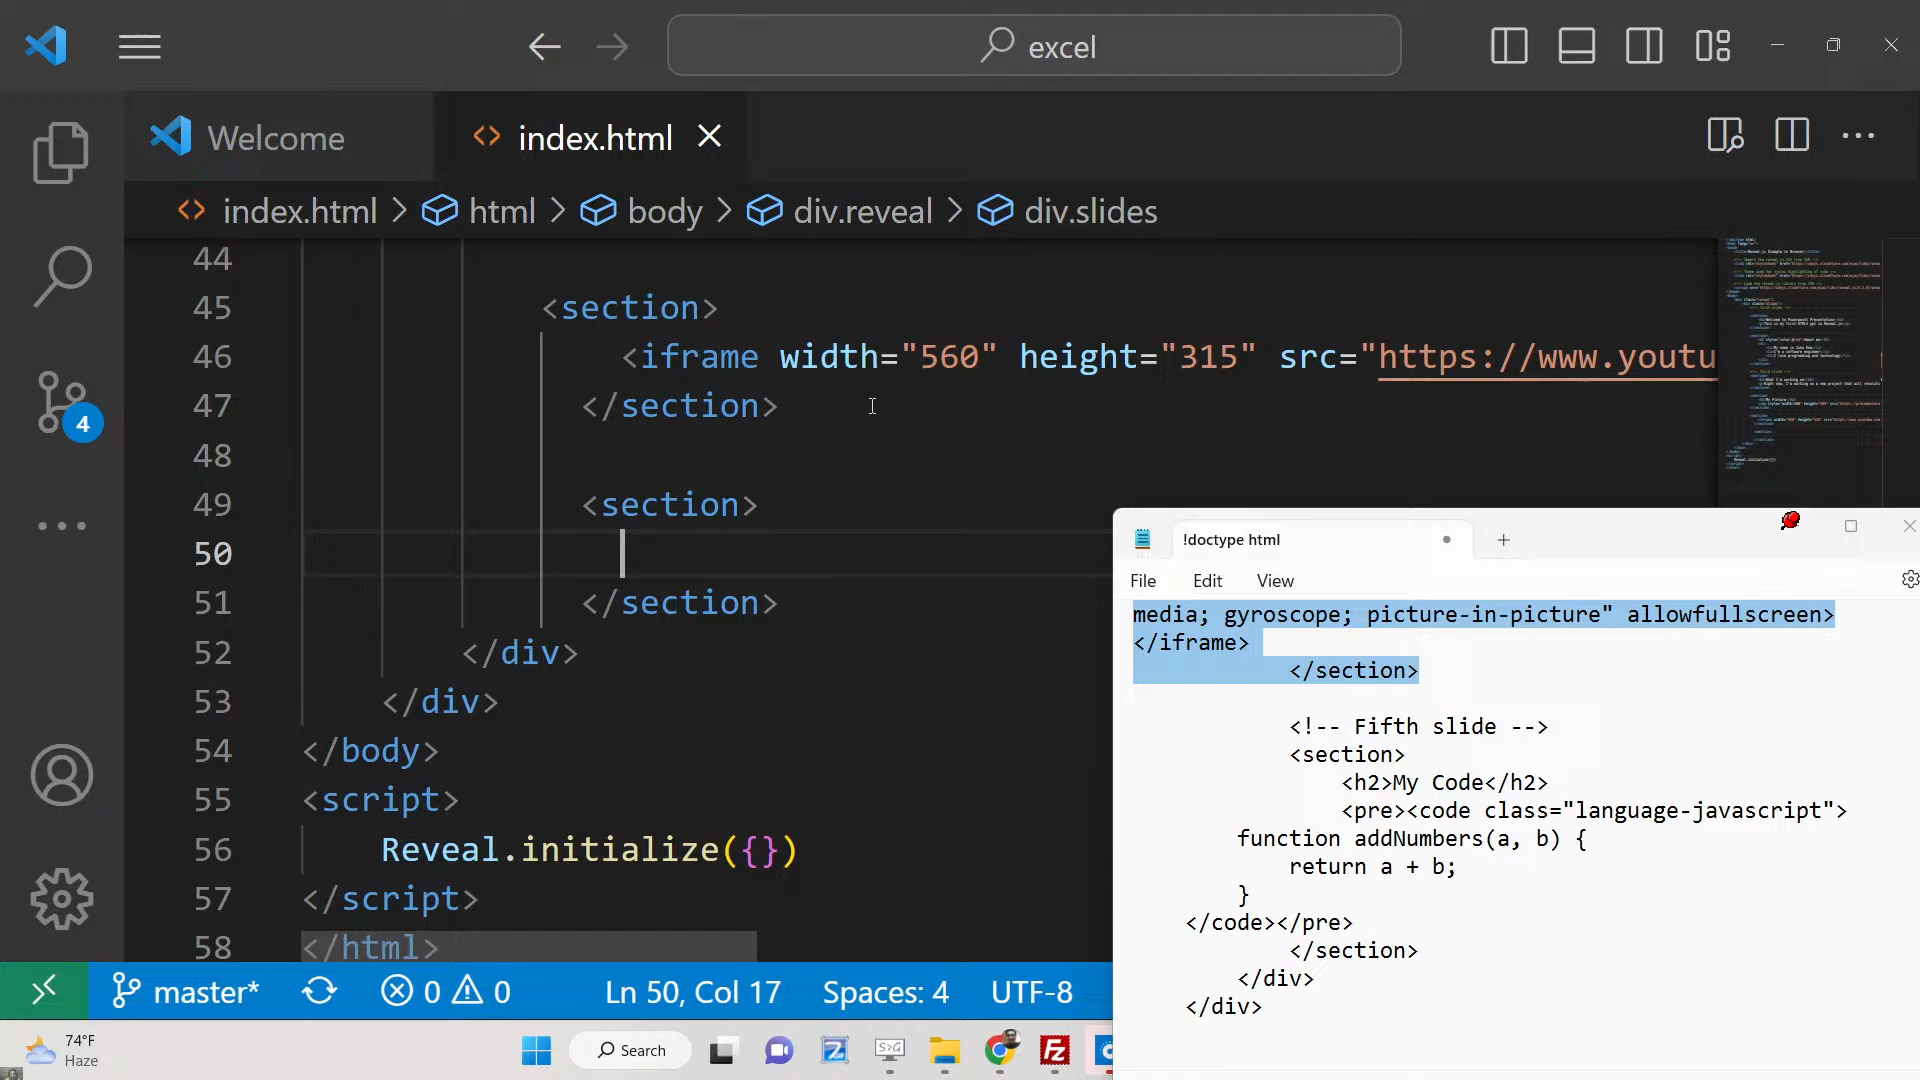 excel
Welcome
index.html
index.html > html > body > div.reveal > div.slides
44
45 <section>
46 <iframe width="560" height="315" src="https://www.youtu
47 </section>
48
49 <section>
50
51 </section>
52 </div>
53 </div>
54 </body>
55 <script>
56 Reveal.initialize({})
57 </script>
58 </html>
4
!doctype html
File Edit View
media; gyroscope; picture-in-picture" allowfullscreen>
</iframe>
</section>
<!-- Fifth slide -->
<section>
<h2>My Code</h2>
<pre><code class="language-javascript">
function addNumbers(a, b) {
return a + b;
}
</code></pre>
</section>
</div>
</div>
master* 0 0 Ln 50, Col 17 Spaces: 4 UTF-8
74°F
Haze
Search